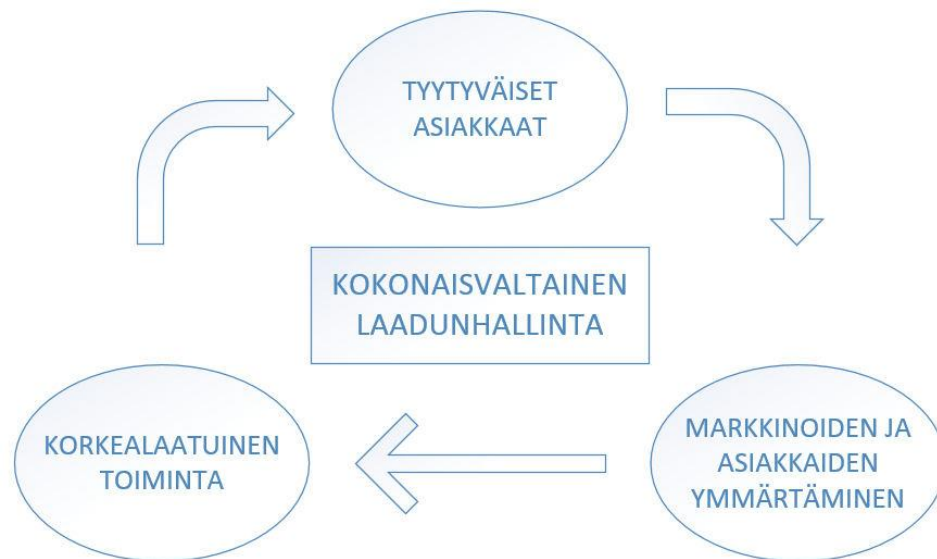 TYYTYVÄISET
ASIAKKAAT
KOKONAISVALTAINEN
LAADUNHALLINTA
KORKEALAATUINEN
TOIMINTA
MARKKINOIDEN JA
ASIAKKAIDEN
YMMÄRTÄMINEN